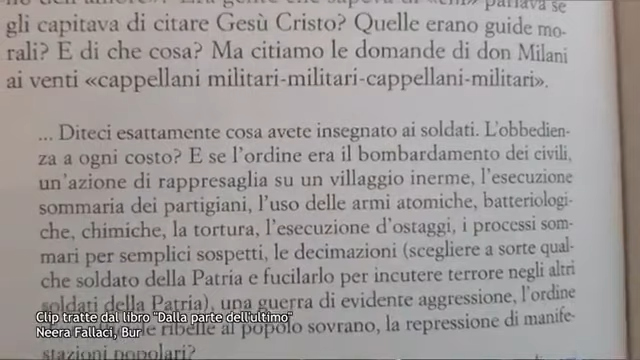 parlava se
gli capitava di citare Gesù Cristo? Quelle erano guide mo-
rali? E di che cosa? Ma citiamo le domande di don Milani
ai venti «cappellani militari-militari-cappellani-militari».
... Diteci esattamente cosa avete insegnato ai soldati. L'obbedien-
za a ogni costo? E se l'ordine era il bombardamento dei civili,
un'azione di rappresaglia su un villaggio inerme, l'esecuzione
sommaria dei partigiani, l'uso delle armi atomiche, batteriologi-
che, chimiche, la tortura, l'esecuzione d'ostaggi, i processi som-
mari per semplici sospetti, le decimazioni (scegliere a sorte qual-
che soldato della Patria e fucilarlo per incutere terrore negli altri
soldati della Patria), una guerra di evidente aggressione, l'ordine
ribelle al popolo sovrano, la repressione di manife-
stazioni popolari?
Clip tratte dal libro "Dalla parte dell'ultimo"
Neera Fallaci, Bur